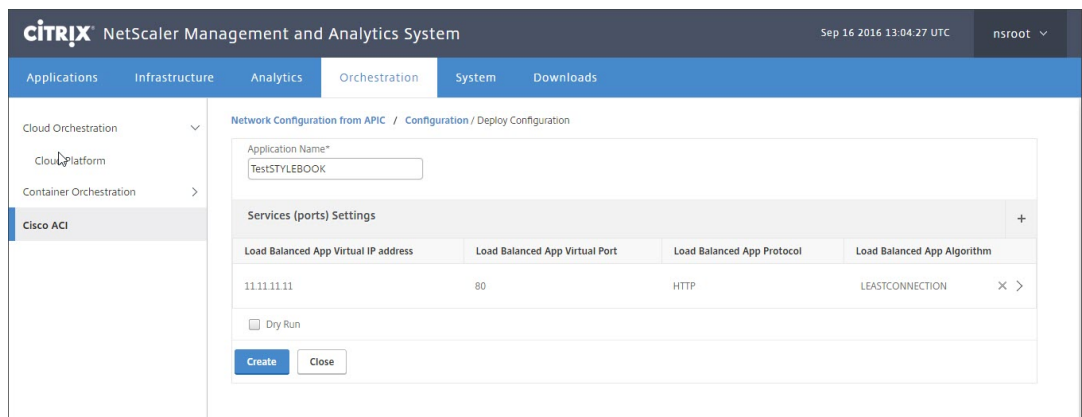 CITRIX NetScaler Management and Analytics System
Sep 16 2016 13:04:27 UTC
nsroot
Applications Infrastructure Analytics Orchestration System Downloads
Cloud Orchestration
Cloud Platform
Container Orchestration
Cisco ACI
Network Configuration from APIC / Configuration / Deploy Configuration
Application Name*
TestSTYLEBOOK
Services (ports) Settings
+
Load Balanced App Virtual IP address Load Balanced App Virtual Port Load Balanced App Protocol Load Balanced App Algorithm
11.11.11.11 80 HTTP LEASTCONNECTION
Dry Run
Create Close